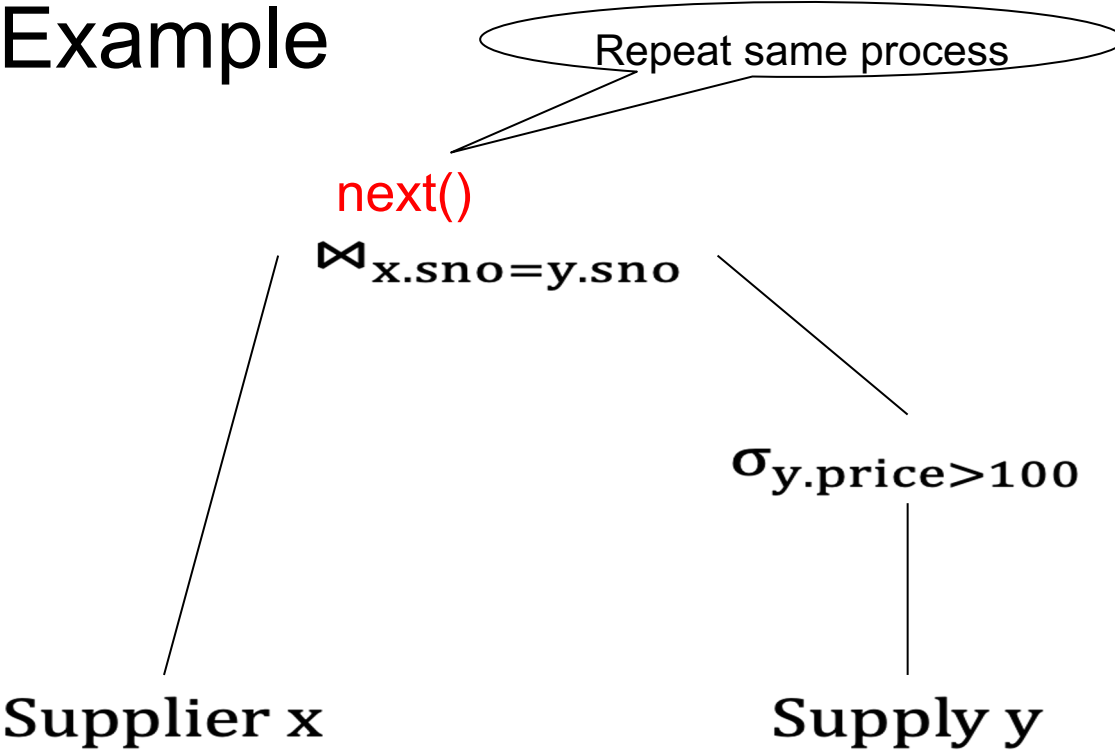 Example
Repeat same process
next()
⋈x.sno=y.sno
σy.price>100
Supplier x
Supply y